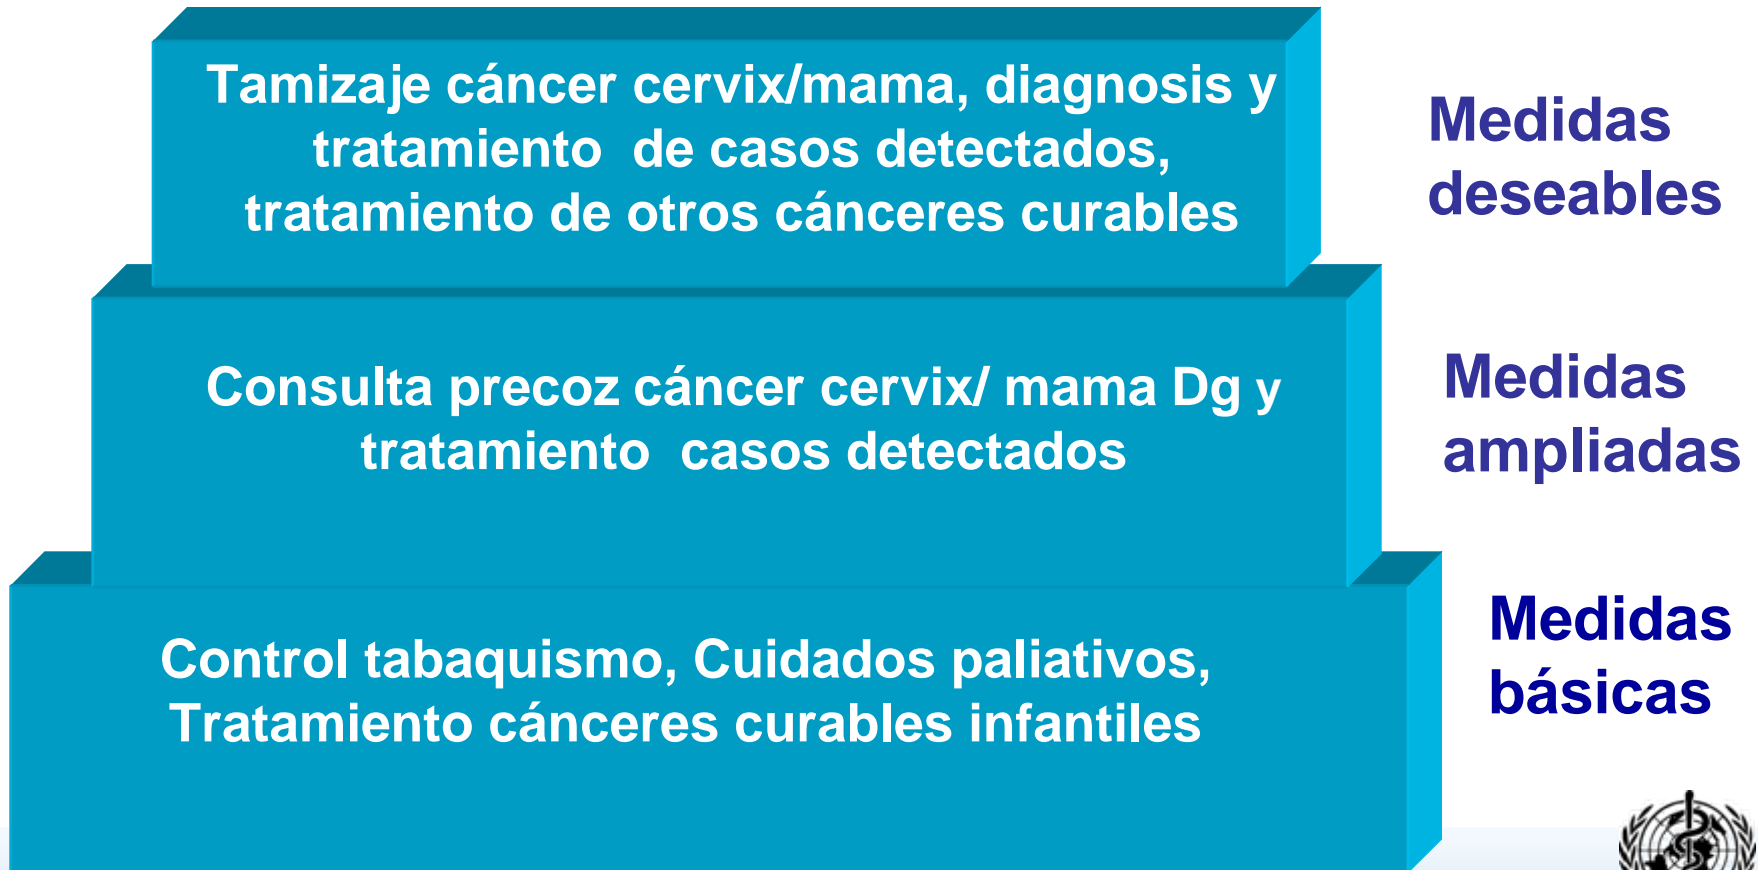 Tamizaje cáncer cervix/mama, diagnosis y
tratamiento de casos detectados,
tratamiento de otros cánceres curables
Medidas
deseables
Consulta precoz cáncer cervix/ mama Dg y
tratamiento casos detectados
Medidas
ampliadas
Control tabaquismo, Cuidados paliativos,
Tratamiento cánceres curables infantiles
Medidas
básicas